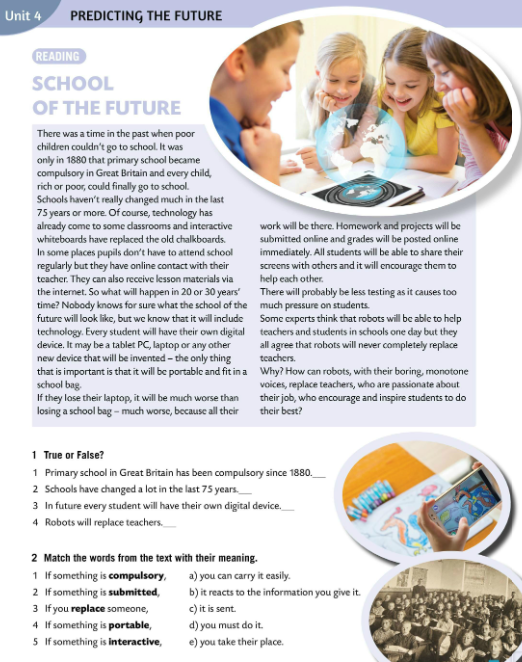 Unit 4
PREDICTING THE FUTURE
READING
SCHOOL
OF THE FUTURE
There was a time in the past when poor
children couldn't go to school. It was
only in 1880 that primary school became
compulsory in Great Britain and every child,
rich or poor, could finally go to school.
Schools haven't really changed much in the last
75 years or more. Of course, technology has
already come to some classrooms and interactive
whiteboards have replaced the old chalkboards.
In some places pupils don't have to attend school
regularly but they have online contact with their
teacher. They can also receive lesson materials via
the internet. So what will happen in 20 or 30 years'
time? Nobody knows for sure what the school of the
future will look like, but we know that it will include
technology. Every student will have their own digital
device. It may be a tablet PC, laptop or any other
new device that will be invented – the only thing
that is important is that it will be portable and fit in a
school bag.
If they lose their laptop, it will be much worse than
losing a school bag – much worse, because all their
work will be there. Homework and projects will be
submitted online and grades will be posted online
immediately. All students will be able to share their
screens with others and it will encourage them to
help each other.
There will probably be less testing as it causes too
much pressure on students.
Some experts think that robots will be able to help
teachers and students in schools one day but they
all agree that robots will never completely replace
teachers.
Why? How can robots, with their boring, monotone
voices, replace teachers, who are passionate about
their job, who encourage and inspire students to do
their best?
1 True or False?
1 Primary school in Great Britain has been compulsory since 1880.__
2 Schools have changed a lot in the last 75 years.__
3 In future every student will have their own digital device.__
4 Robots will replace teachers.__
2 Match the words from the text with their meaning.
1 If something is compulsory, a) you can carry it easily.
2 If something is submitted, b) it reacts to the information you give it.
3 If you replace someone, c) it is sent.
4 If something is portable, d) you must do it.
5 If something is interactive, e) you take their place.